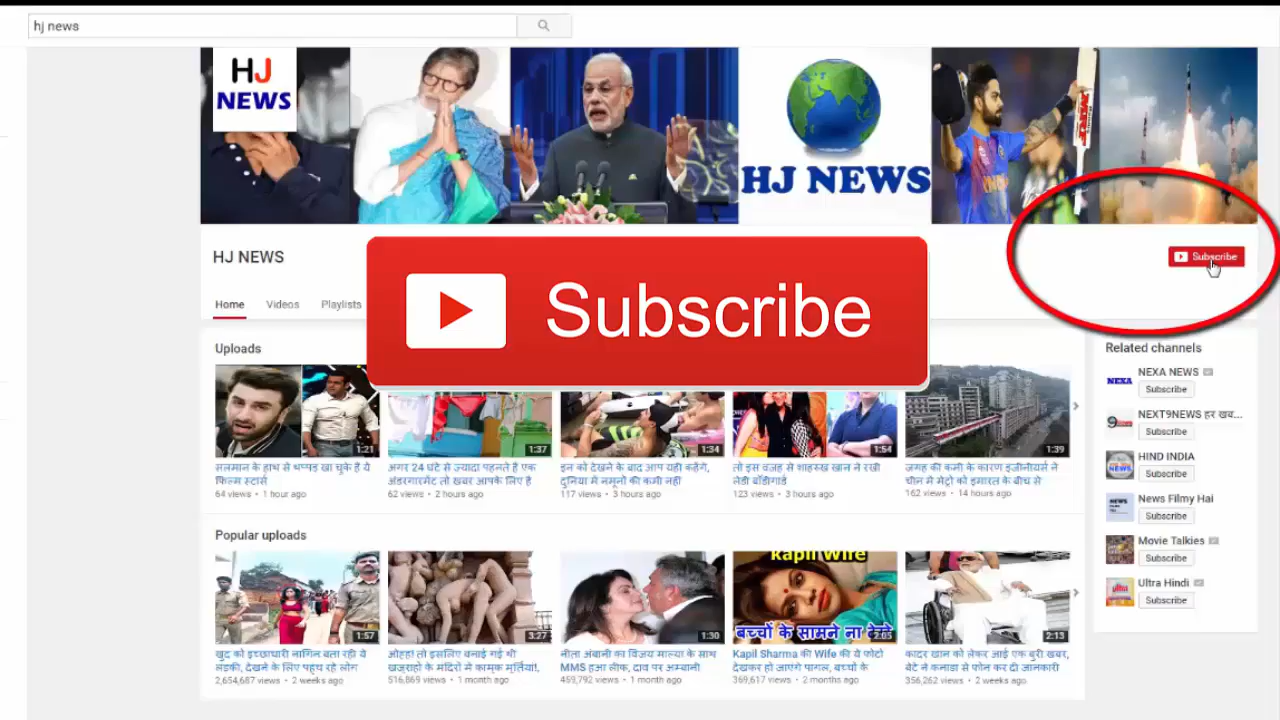 hj news
HJ
NEWS
HJ NEWS
HJ NEWS
Subscribe
Home Videos Playlists
Subscribe
Uploads
1:21
1:37
1:34
1:54
1:39
सलमान के हाथ से थप्पड़ खा चुके हैं ये
फिल्म स्टार्स
64 views • 1 hour ago
अगर 24 घंटे से ज्यादा पहनते हैं एक
अंडरगारमेंट तो खबर आपके लिए है
62 views • 2 hours ago
इन को देखने के बाद आप यही कहेंगे,
दुनिया में नमूनों की कमी नहीं
117 views • 3 hours ago
तो इस वजह से शाहरुख खान ने रखी
लेडी बॉडीगार्ड
123 views • 3 hours ago
जगह की कमी के कारण इंजीनीयर्स ने
चीन में मेट्रो को इमारत के बीच से
162 views • 14 hours ago
Popular uploads
1:57
3:27
1:30
Kapil Wife
बच्चों के सामने ना देखे
2:05
2:13
खुद को इच्छाधारी नागिन बता रही ये
लड़की, देखने के लिए पहुच रहे लोग
2,654,687 views • 2 weeks ago
ओह्हा तो इसलिए बनाई गई थी
खजुराहो के मंदिरों में कामुक मूर्तियां!,
516,869 views • 1 month ago
नीता अंबानी का विजय माल्या के साथ
MMS हुआ लीक, दाव पर अम्बानी
459,792 views • 1 month ago
Kapil Sharma की Wife की ये फोटो
देखकर हो जाएंगे पागल, बच्चो के
369,617 views • 2 months ago
कादर खान को लेकर आई एक बुरी खबर,
बेटे ने कनाडा से फोन कर दी जानकारी
356,262 views • 2 weeks ago
Related channels
NEXA
NEXA NEWS
Subscribe
NEXT9NEWS हर खब...
Subscribe
NEWS
HIND INDIA
Subscribe
NEWS
News Filmy Hai
Subscribe
Movie Talkies
Subscribe
ultra
Ultra Hindi
Subscribe